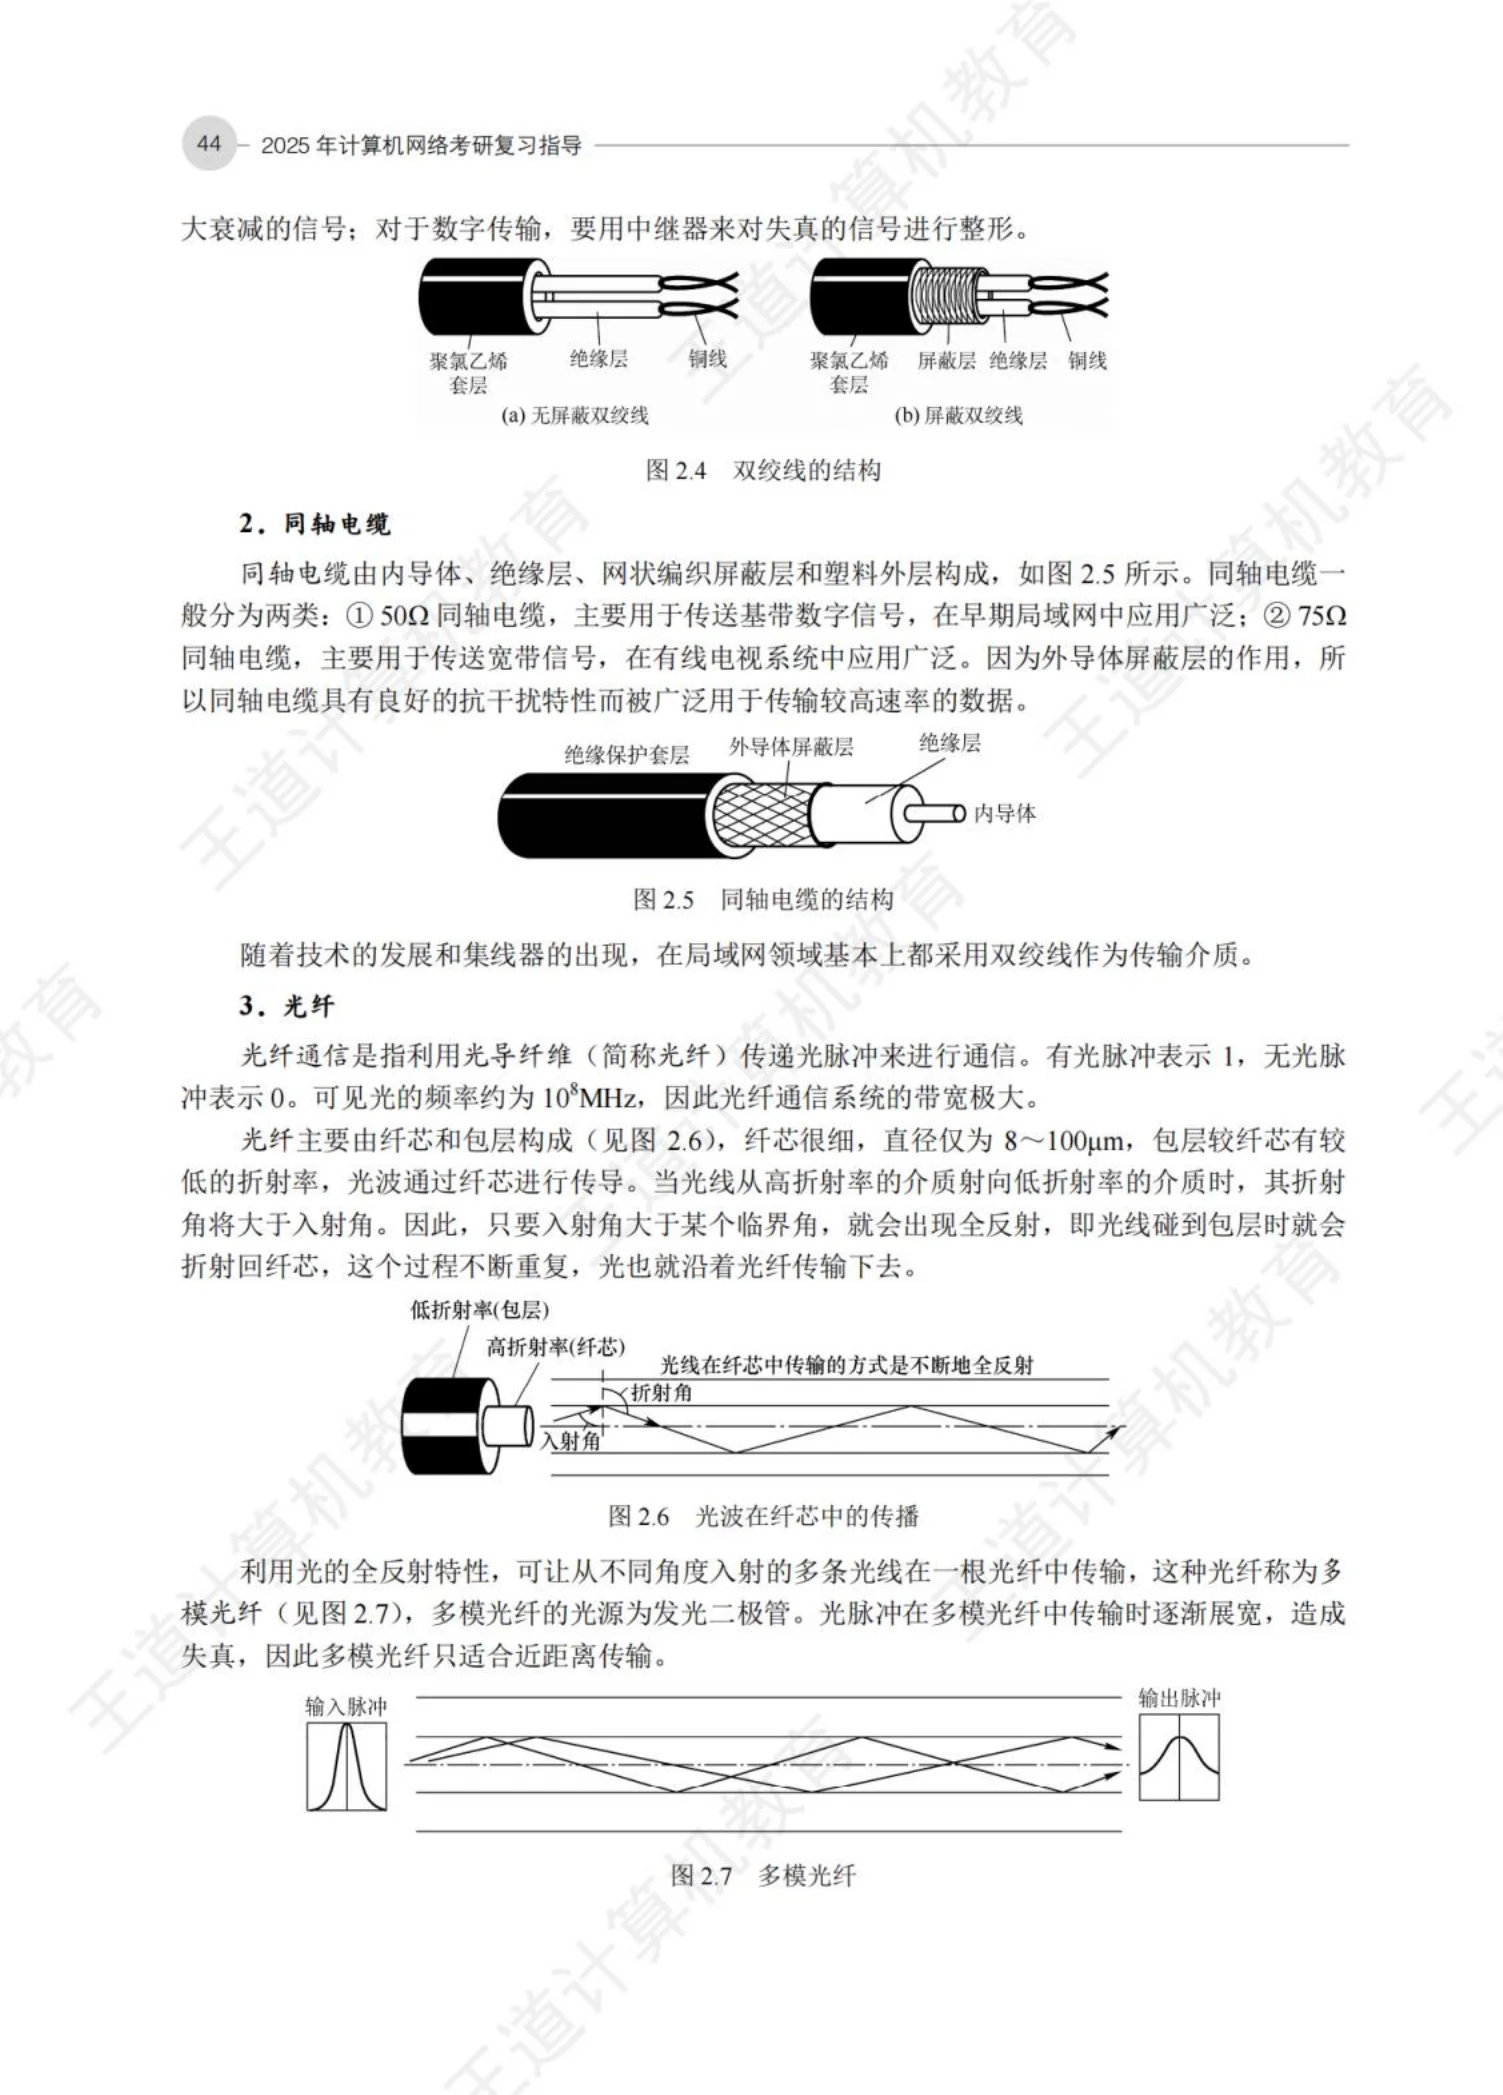 44 2025 年计算机网络考研复习指导
大衰减的信号；对于数字传输，要用中继器来对失真的信号进行整形。
聚氯乙烯套层 绝缘层 铜线
聚氯乙烯套层 屏蔽层 绝缘层 铜线
(a) 无屏蔽双绞线
(b) 屏蔽双绞线
图 2.4 双绞线的结构
2．同轴电缆
同轴电缆由内导体、绝缘层、网状编织屏蔽层和塑料外层构成，如图 2.5 所示。同轴电缆一
般分为两类：① 50Ω 同轴电缆，主要用于传送基带数字信号，在早期局域网中应用广泛；② 75Ω
同轴电缆，主要用于传送宽带信号，在有线电视系统中应用广泛。因为外导体屏蔽层的作用，所
以同轴电缆具有良好的抗干扰特性而被广泛用于传输较高速率的数据。
绝缘保护套层 外导体屏蔽层 绝缘层
内导体
图 2.5 同轴电缆的结构
随着技术的发展和集线器的出现，在局域网领域基本上都采用双绞线作为传输介质。
3．光纤
光纤通信是指利用光导纤维（简称光纤）传递光脉冲来进行通信。有光脉冲表示 1，无光脉
冲表示 0。可见光的频率约为 10⁸MHz，因此光纤通信系统的带宽极大。
光纤主要由纤芯和包层构成（见图 2.6），纤芯很细，直径仅为 8～100μm，包层较纤芯有较
低的折射率，光波通过纤芯进行传导。当光线从高折射率的介质射向低折射率的介质时，其折射
角将大于入射角。因此，只要入射角大于某个临界角，就会出现全反射，即光线碰到包层时就会
折射回纤芯，这个过程不断重复，光也就沿着光纤传输下去。
低折射率(包层)
高折射率(纤芯)
光线在纤芯中传输的方式是不断地全反射
折射角
入射角
图 2.6 光波在纤芯中的传播
利用光的全反射特性，可让从不同角度入射的多条光线在一根光纤中传输，这种光纤称为多
模光纤（见图 2.7），多模光纤的光源为发光二极管。光脉冲在多模光纤中传输时逐渐展宽，造成
失真，因此多模光纤只适合近距离传输。
输入脉冲
输出脉冲
图 2.7 多模光纤
王道计算机教育